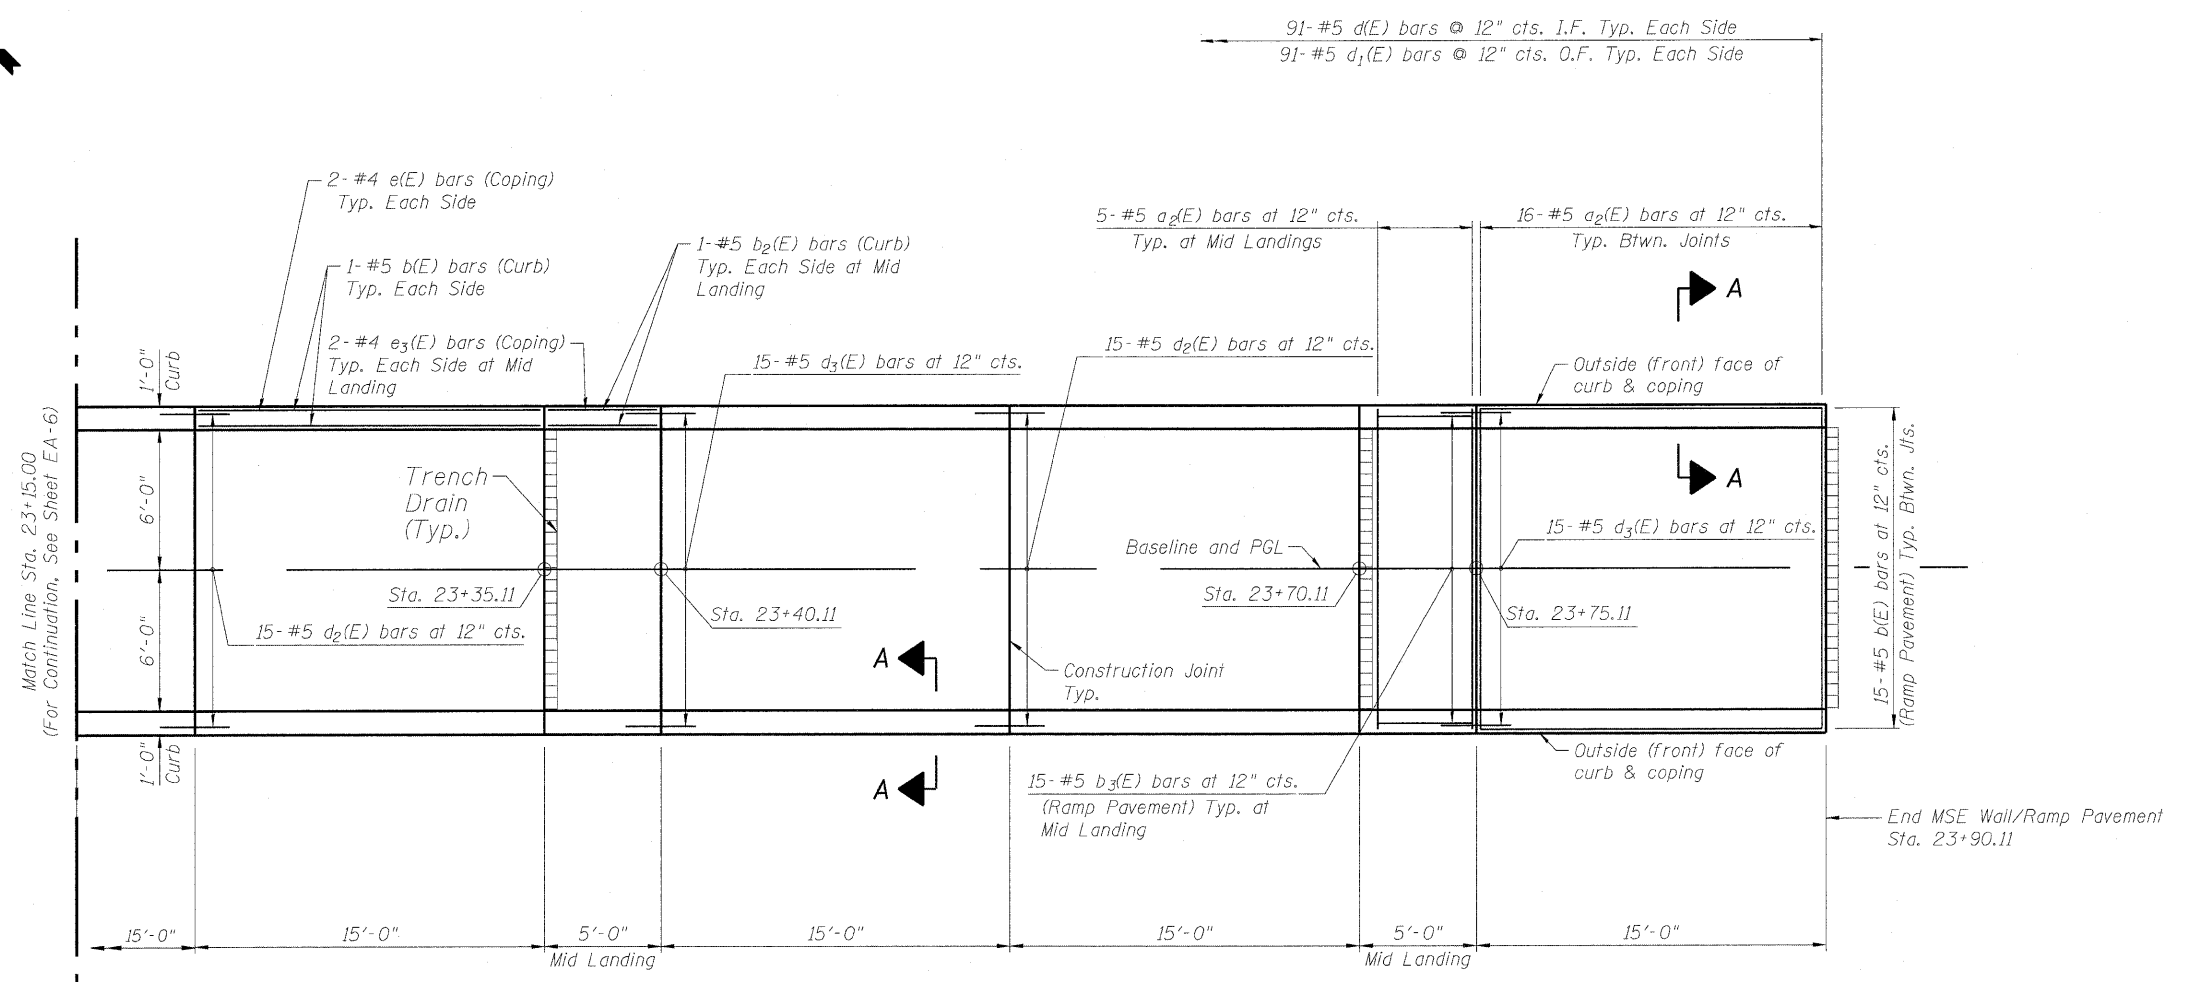 91-#5 d(E) bars @ 12" cts. I.F. Typ. Each Side
91-#5 d₁(E) bars @ 12" cts. O.F. Typ. Each Side
2-#4 e(E) bars (Coping)
Typ. Each Side
1-#5 b₂(E) bars (Curb)
Typ. Each Side at Mid
Landing
5-#5 a₂(E) bars at 12" cts.
Typ. at Mid Landings
16-#5 a₂(E) bars at 12" cts.
Typ. Btwn. Joints
1-#5 b(E) bars (Curb)
Typ. Each Side
A
2-#4 e₃(E) bars (Coping)
Typ. Each Side at Mid
Landing
15-#5 d₃(E) bars at 12" cts.
15-#5 d₂(E) bars at 12" cts.
Outside (front) face of
curb & coping
1'-0"
Curb
Match Line Sta. 23+15.00
(For Continuation, See Sheet EA-6)
6'-0"
6'-0"
1'-0"
Curb
Trench
Drain
(Typ.)
A
Baseline and PGL
15-#5 d₃(E) bars at 12" cts.
Sta. 23+35.11
Sta. 23+40.11
Sta. 23+70.11
Sta. 23+75.11
15-#5 d₂(E) bars at 12" cts.
15-#5 b(E) bars at 12" cts.
(Ramp Pavement) Typ. Btwn. Jts.
A
Construction Joint
Typ.
A
15-#5 b₃(E) bars at 12" cts.
(Ramp Pavement) Typ. at
Mid Landing
Outside (front) face of
curb & coping
End MSE Wall/Ramp Pavement
Sta. 23+90.11
15'-0"
15'-0"
5'-0"
Mid Landing
15'-0"
15'-0"
5'-0"
Mid Landing
15'-0"